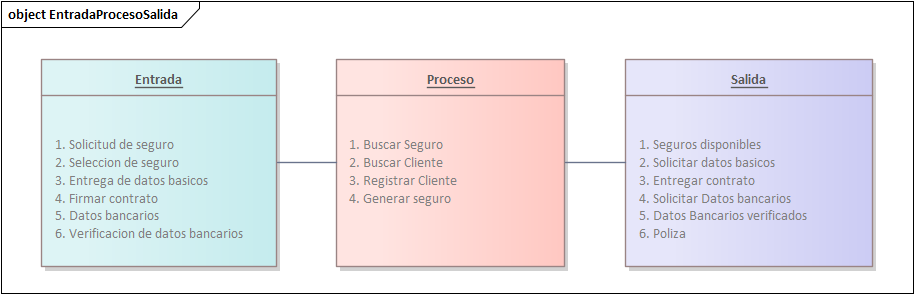 object EntradaProcesoSalida
Entrada
1. Solicitud de seguro
2. Seleccion de seguro
3. Entrega de datos basicos
4. Firmar contrato
5. Datos bancarios
6. Verificacion de datos bancarios
Proceso
1. Buscar Seguro
2. Buscar Cliente
3. Registrar Cliente
4. Generar seguro
Salida
1. Seguros disponibles
2. Solicitar datos basicos
3. Entregar contrato
4. Solicitar Datos bancarios
5. Datos Bancarios verificados
6. Poliza